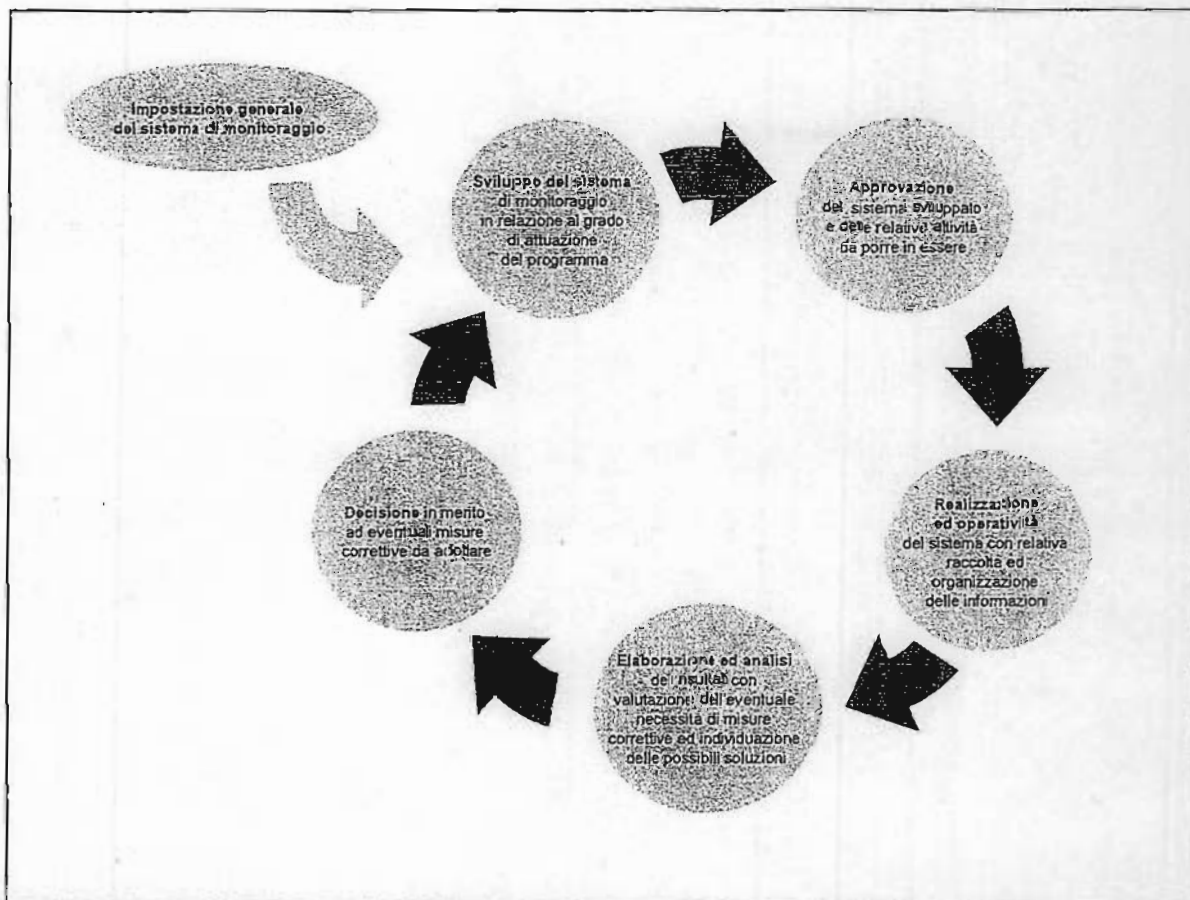 Impostazione generale
del sistema di monitoraggio
Sviluppo del sistema
di monitoraggio
in relazione al grado
di attuazione
del programma
Approvazione
del sistema sviluppato
e delle relative attività
da porre in essere
Realizzazione
ed operatività
del sistema con relativa
raccolta ed
organizzazione
delle informazioni
Elaborazione ed analisi
dei risultati con
valutazione dell'eventuale
necessità di misure
correttive ed individuazione
delle possibili soluzioni
Decisione in merito
ad eventuali misure
correttive da adottare